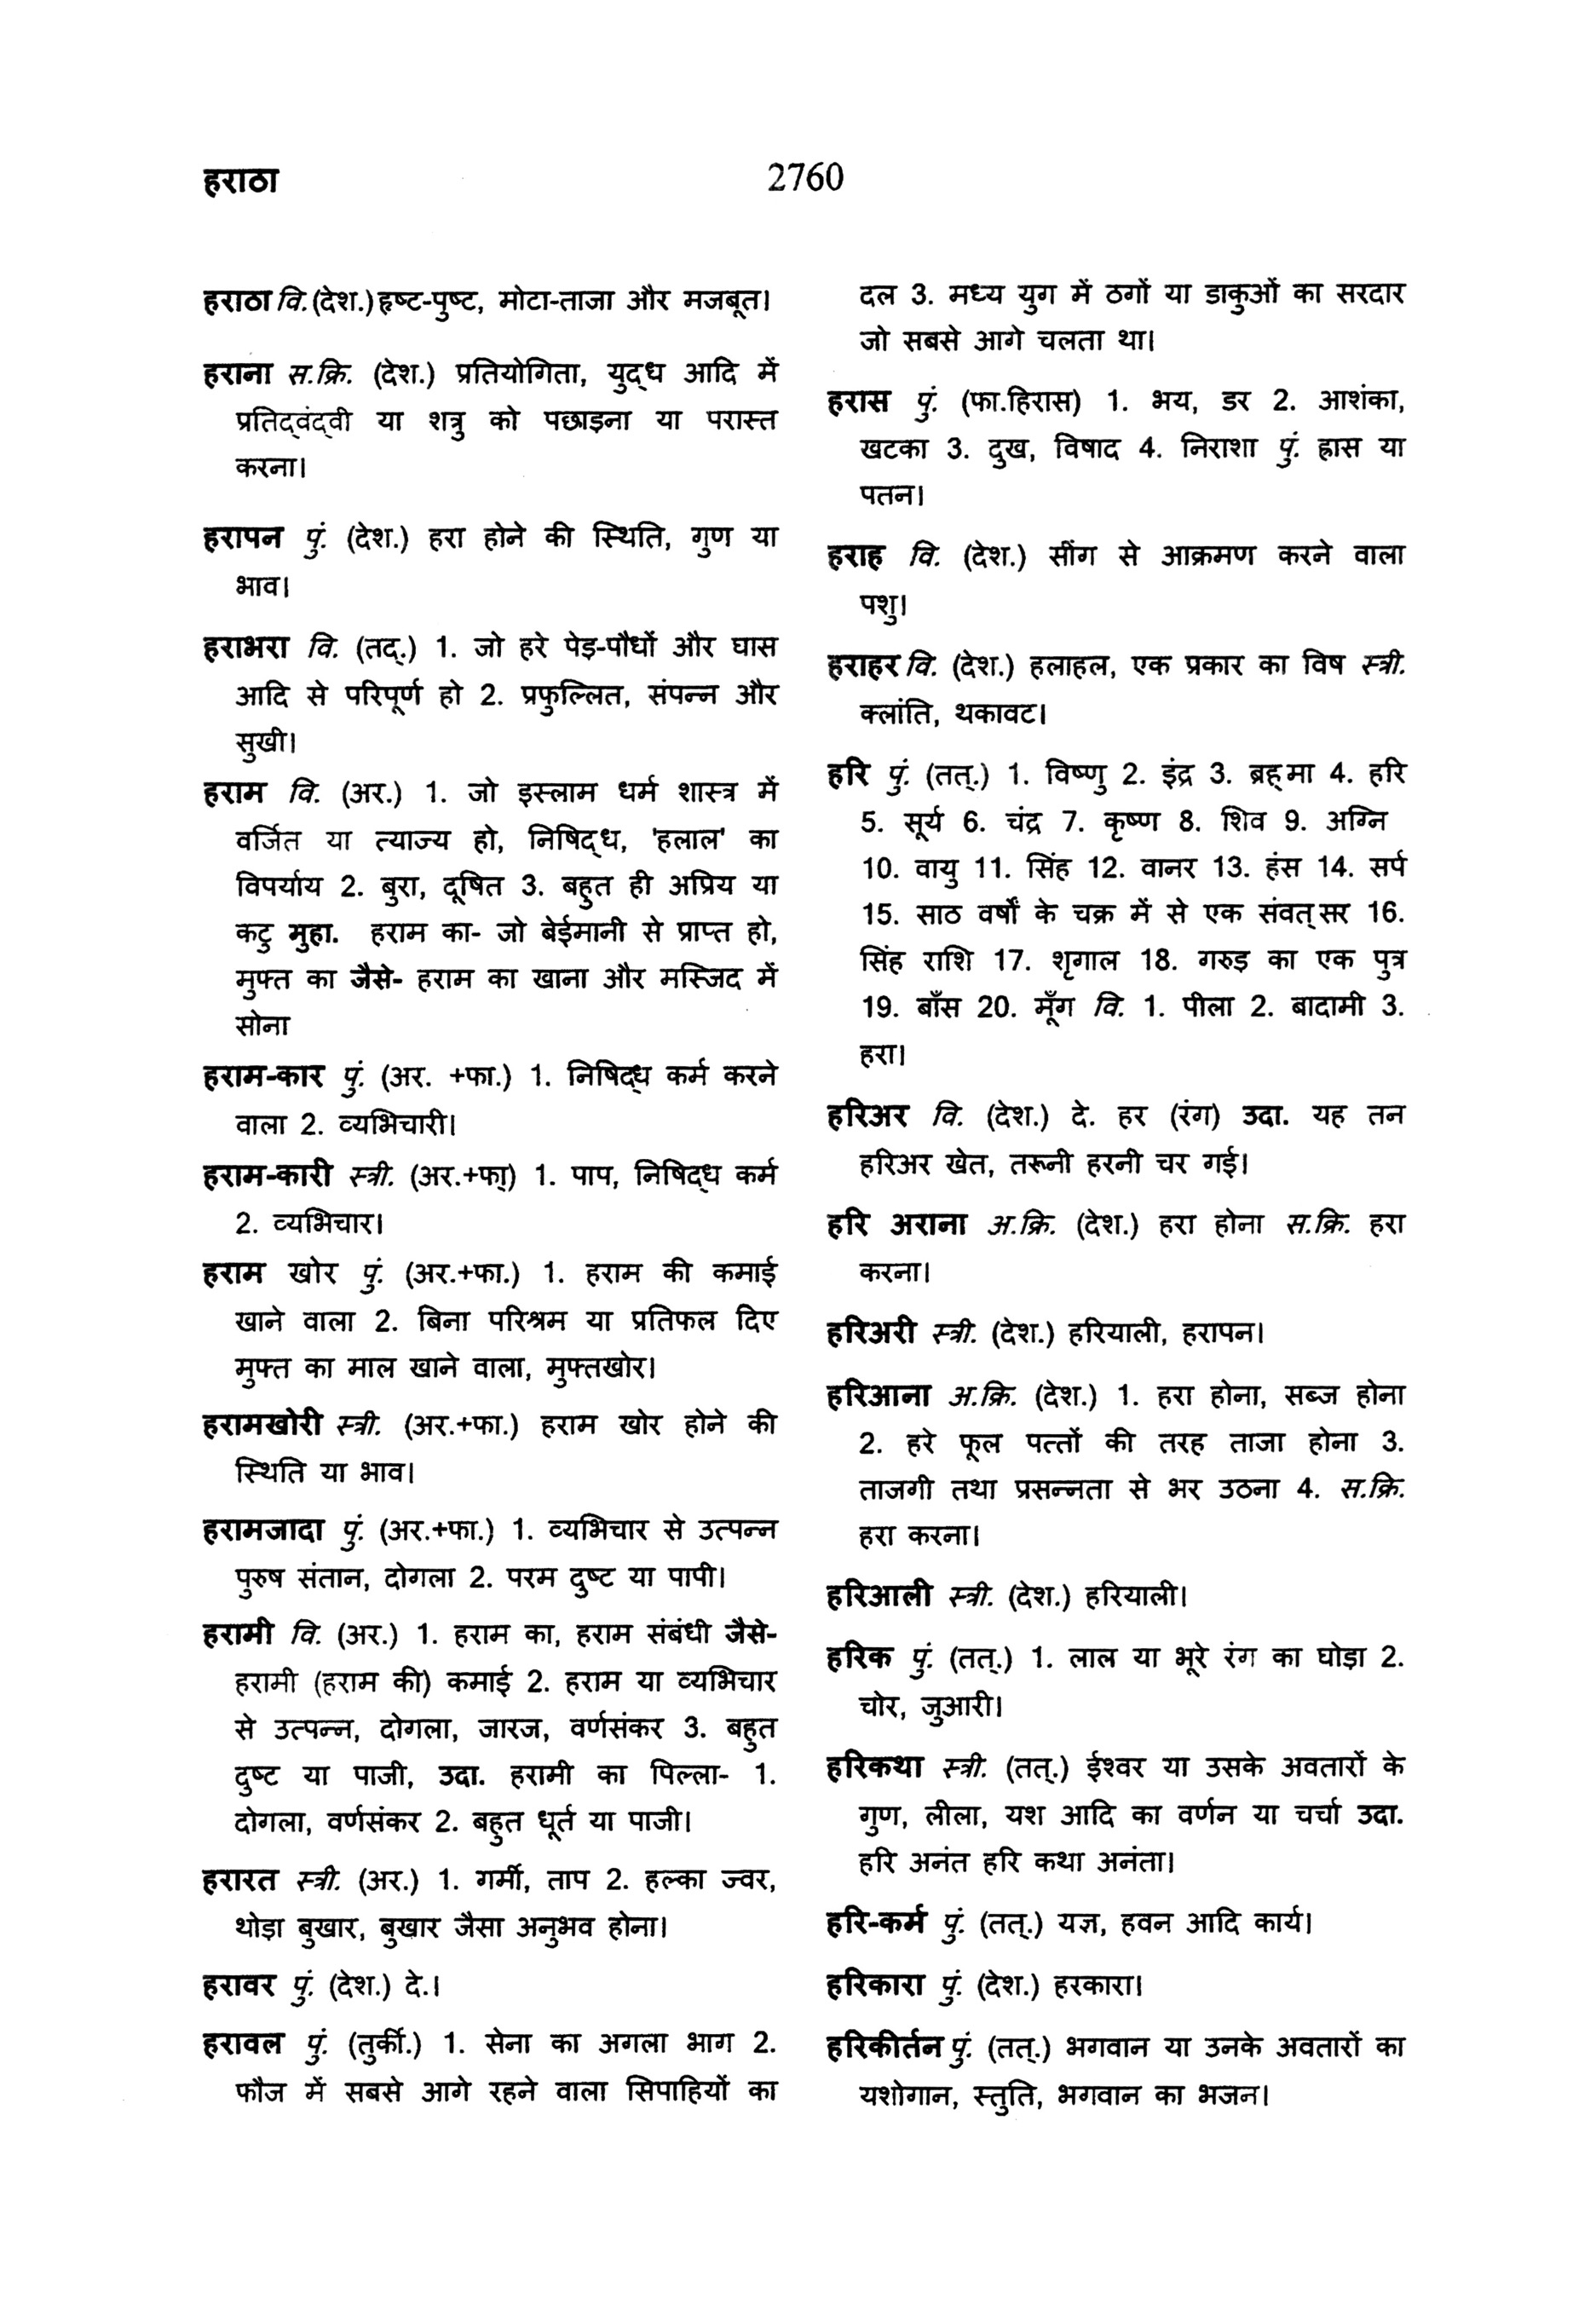 हराठा
2760
हराठा वि.(देश.)हृष्ट-पुष्ट, मोटा-ताजा और मजबूत।
हराना स.क्रि. (देश.) प्रतियोगिता, युद्ध आदि में
प्रतिद्वंद्वी या शत्रु को पछाड़ना या परास्त
करना।
हरापन पुं. (देश.) हरा होने की स्थिति, गुण या
भाव।
हराभरा वि. (तद्.) 1. जो हरे पेड़-पौधों और घास
आदि से परिपूर्ण हो 2. प्रफुल्लित, संपन्न और
सुखी।
हराम वि. (अर.) 1. जो इस्लाम धर्म शास्त्र में
वर्जित या त्याज्य हो, निषिद्ध, 'हलाल' का
विपर्याय 2. बुरा, दूषित 3. बहुत ही अप्रिय या
कटु मुहा. हराम का- जो बेईमानी से प्राप्त हो,
मुफ्त का जैसे- हराम का खाना और मस्जिद में
सोना
हराम-कार पुं. (अर. +फा.) 1. निषिद्ध कर्म करने
वाला 2. व्यभिचारी।
हराम-कारी स्त्री. (अर.+फा्) 1. पाप, निषिद्ध कर्म
2. व्यभिचार।
हराम खोर पुं. (अर.+फा.) 1. हराम की कमाई
खाने वाला 2. बिना परिश्रम या प्रतिफल दिए
मुफ्त का माल खाने वाला, मुफ्तखोर।
हरामखोरी स्त्री. (अर.+फा.) हराम खोर होने की
स्थिति या भाव।
हरामजादा पुं. (अर.+फा.) 1. व्यभिचार से उत्पन्न
पुरुष संतान, दोगला 2. परम दुष्ट या पापी।
हरामी वि. (अर.) 1. हराम का, हराम संबंधी जैसे-
हरामी (हराम की) कमाई 2. हराम या व्यभिचार
से उत्पन्न, दोगला, जारज, वर्णसंकर 3. बहुत
दुष्ट या पाजी, उदा. हरामी का पिल्ला- 1.
दोगला, वर्णसंकर 2. बहुत धूर्त या पाजी।
हरारत स्त्री. (अर.) 1. गर्मी, ताप 2. हल्का ज्वर,
थोड़ा बुखार, बुखार जैसा अनुभव होना।
हरावर पुं. (देश.) दे.।
हरावल पुं. (तुर्की.) 1. सेना का अगला भाग 2.
फौज में सबसे आगे रहने वाला सिपाहियों का
दल 3. मध्य युग में ठगों या डाकुओं का सरदार
जो सबसे आगे चलता था।
हरास पुं. (फा.हिरास) 1. भय, डर 2. आशंका,
खटका 3. दुख, विषाद 4. निराशा पुं. ह्रास या
पतन।
हराह वि. (देश.) सींग से आक्रमण करने वाला
पशु।
हराहर वि. (देश.) हलाहल, एक प्रकार का विष स्त्री.
क्लांति, थकावट।
हरि पुं. (तत्.) 1. विष्णु 2. इंद्र 3. ब्रह्मा 4. हरि
5. सूर्य 6. चंद्र 7. कृष्ण 8. शिव 9. अग्नि
10. वायु 11. सिंह 12. वानर 13. हंस 14. सर्प
15. साठ वर्षों के चक्र में से एक संवत्सर 16.
सिंह राशि 17. शृगाल 18. गरुड़ का एक पुत्र
19. बाँस 20. मूँग वि. 1. पीला 2. बादामी 3.
हरा।
हरिअर वि. (देश.) दे. हर (रंग) उदा. यह तन
हरिअर खेत, तरूनी हरनी चर गई।
हरि अराना अ.क्रि. (देश.) हरा होना स.क्रि. हरा
करना।
हरिअरी स्त्री. (देश.) हरियाली, हरापन।
हरिआना अ.क्रि. (देश.) 1. हरा होना, सब्ज होना
2. हरे फूल पत्तों की तरह ताजा होना 3.
ताजगी तथा प्रसन्नता से भर उठना 4. स.क्रि.
हरा करना।
हरिआली स्त्री. (देश.) हरियाली।
हरिक पुं. (तत्.) 1. लाल या भूरे रंग का घोड़ा 2.
चोर, जुआरी।
हरिकथा स्त्री. (तत्.) ईश्वर या उसके अवतारों के
गुण, लीला, यश आदि का वर्णन या चर्चा उदा.
हरि अनंत हरि कथा अनंता।
हरि-कर्म पुं. (तत्.) यज्ञ, हवन आदि कार्य।
हरिकारा पुं. (देश.) हरकारा।
हरिकीर्तन पुं. (तत्.) भगवान या उनके अवतारों का
यशोगान, स्तुति, भगवान का भजन।